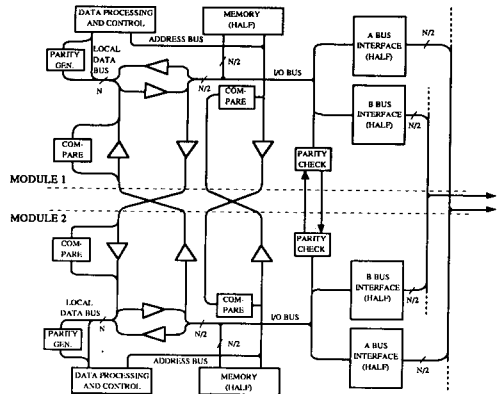 DATA PROCESSING
AND CONTROL
MEMORY
(HALF)
PARITY
GEN.
LOCAL
DATA
BUS
ADDRESS BUS
N/2
A BUS
INTERFACE
(HALF)
N/2
N
N/2
I/O BUS
COM-
PARE
B BUS
INTERFACE
(HALF)
N/2
COM-
PARE
PARITY
CHECK
MODULE 1
MODULE 2
COM-
PARE
PARITY
CHECK
B BUS
INTERFACE
(HALF)
N/2
COM-
PARE
LOCAL
DATA BUS
N
N/2
I/O BUS
PARITY
GEN.
N/2
ADDRESS BUS
A BUS
INTERFACE
(HALF)
N/2
DATA PROCESSING
AND CONTROL
MEMORY
(HALF)